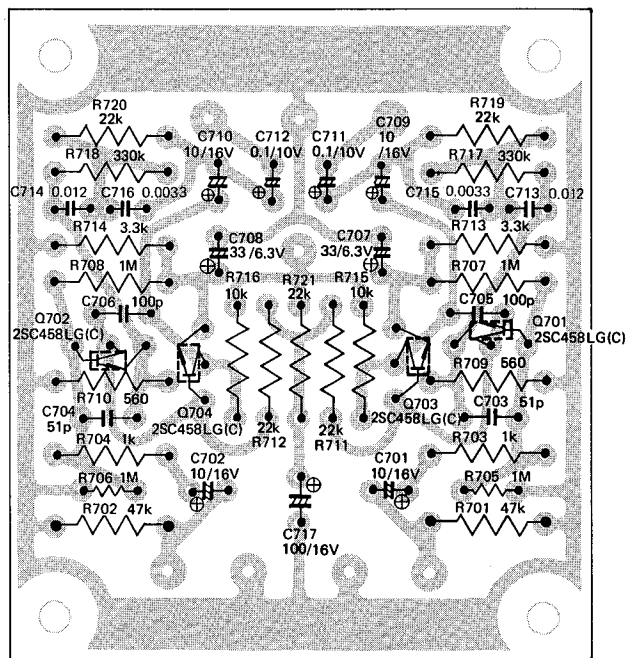 R720
22k
R718 330k
C714 0.012 C716 0.0033
R714 3.3k
R708 1M
C706 100p
Q702
2SC458LG(C)
R710 560
C704
51p
R704 1k
R706 1M
R702 47k
C710
10/16V
C712
0.1/10V
C711
0.1/10V
C709
10
/16V
C708
33/6.3V
C707
33/6.3V
R716
10k
R721
22k
R715
10k
Q704
2SC458LG(C)
22k
R712
22k
R711
Q703
2SC458LG(C)
C702
10/16V
C701
10/16V
C717
100/16V
R719
22k
R717 330k
C715 0.0033 C713 0.012
R713 3.3k
R707 1M
C705 100p
Q701
2SC458LG(C)
R709 560
C703 51p
R703 1k
R705 1M
R701 47k